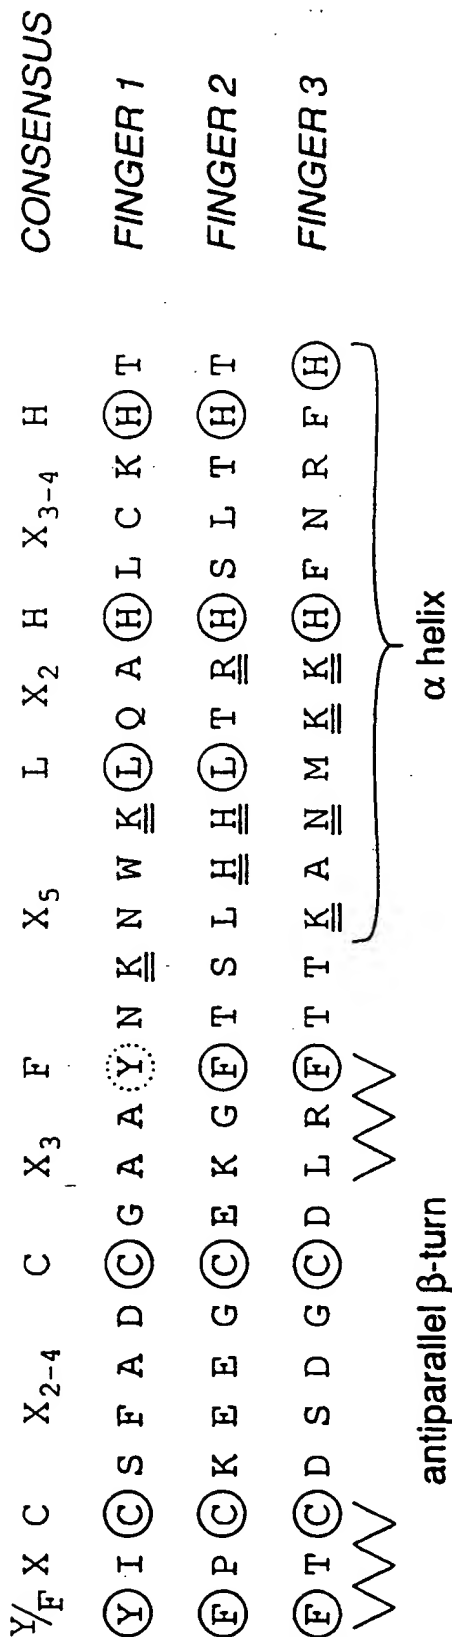 Y/F X C X2-4 C X3 F X5 L X2 H X3-4 H CONSENSUS
Y I C S F A D C G A A Y N K N W K L Q A H L C K H T FINGER 1
F P C K E E G C E K G F T S L H H L T R H S L T H T FINGER 2
F T C D S D G C D L R F T T K A N M K K H F N R F H FINGER 3
antiparallel β-turn α helix